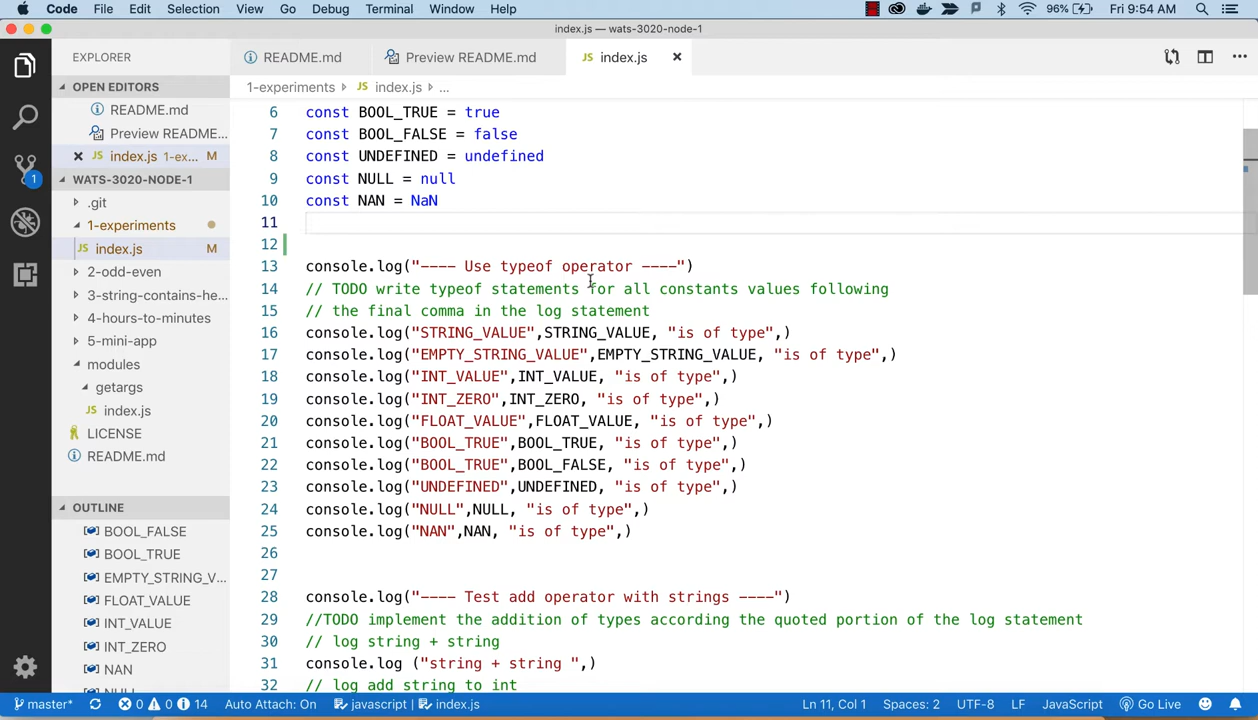 Code File Edit Selection View Go Debug Terminal Window Help 96% Fri 9:54 AM
index.js — wats-3020-node-1
EXPLORER
README.md
Preview README.md
JS index.js
OPEN EDITORS
README.md
Preview README...
JS index.js 1-ex... M
WATS-3020-NODE-1
.git
1-experiments
JS index.js M
2-odd-even
3-string-contains-he...
4-hours-to-minutes
5-mini-app
modules
getargs
JS index.js
LICENSE
README.md
OUTLINE
BOOL_FALSE
BOOL_TRUE
EMPTY_STRING_V...
FLOAT_VALUE
INT_VALUE
INT_ZERO
NAN
1-experiments JS index.js ...
6 const BOOL_TRUE = true
7 const BOOL_FALSE = false
8 const UNDEFINED = undefined
9 const NULL = null
10 const NAN = NaN
11
12
13 console.log("---- Use typeof operator ----")
14 // TODO write typeof statements for all constants values following
15 // the final comma in the log statement
16 console.log("STRING_VALUE",STRING_VALUE, "is of type",)
17 console.log("EMPTY_STRING_VALUE",EMPTY_STRING_VALUE, "is of type",)
18 console.log("INT_VALUE",INT_VALUE, "is of type",)
19 console.log("INT_ZERO",INT_ZERO, "is of type",)
20 console.log("FLOAT_VALUE",FLOAT_VALUE, "is of type",)
21 console.log("BOOL_TRUE",BOOL_TRUE, "is of type",)
22 console.log("BOOL_TRUE",BOOL_FALSE, "is of type",)
23 console.log("UNDEFINED",UNDEFINED, "is of type",)
24 console.log("NULL",NULL, "is of type",)
25 console.log("NAN",NAN, "is of type",)
26
27
28 console.log("---- Test add operator with strings ----")
29 //TODO implement the addition of types according the quoted portion of the log statement
30 // log string + string
31 console.log ("string + string ",)
32 // log add string to int
master* 0 0 14 Auto Attach: On javascript | index.js Ln 11, Col 1 Spaces: 2 UTF-8 LF JavaScript Go Live